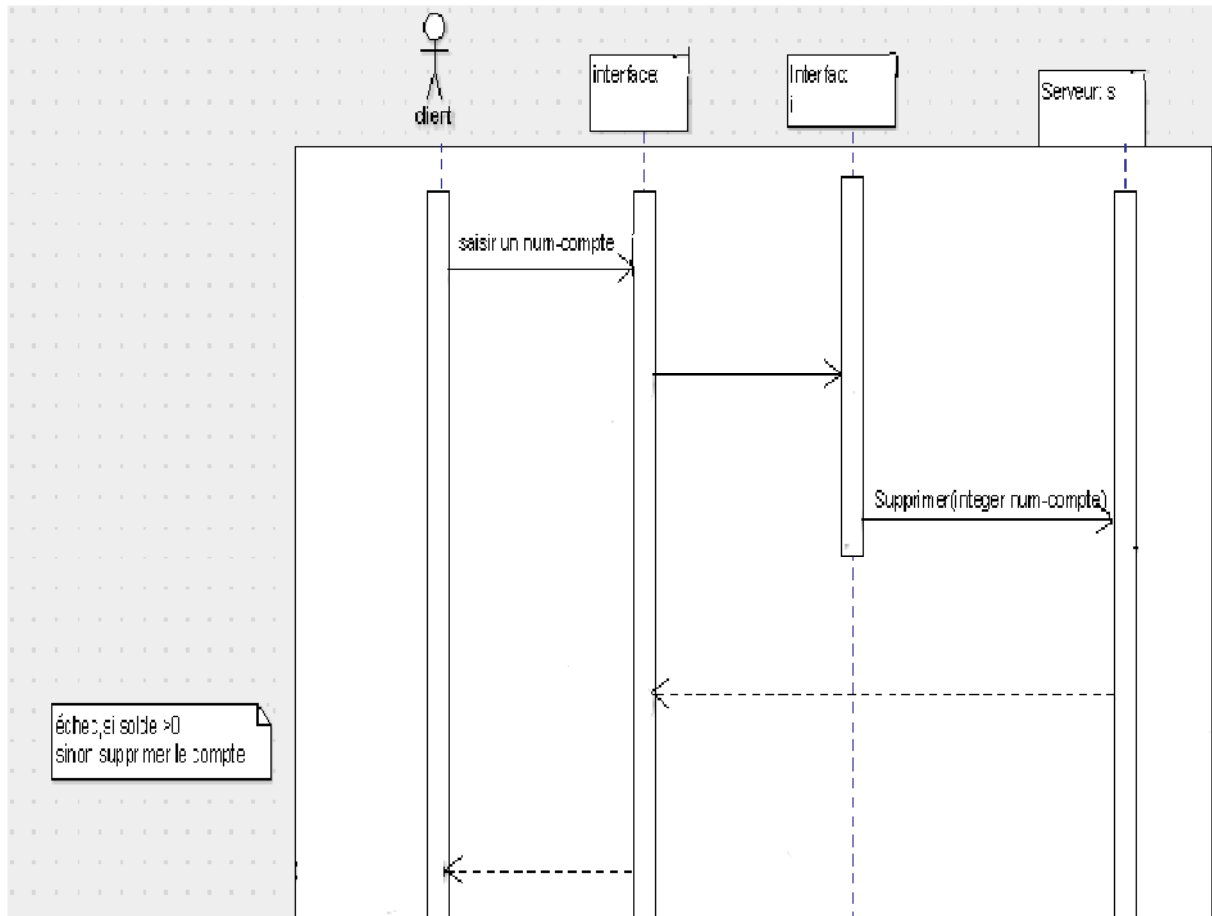 client
interface:
Interfac:
i
Serveur: s
saisir un num-compte
Supprimer(integer num-compte)
échec,si solde >0
sinon supprimer le compte